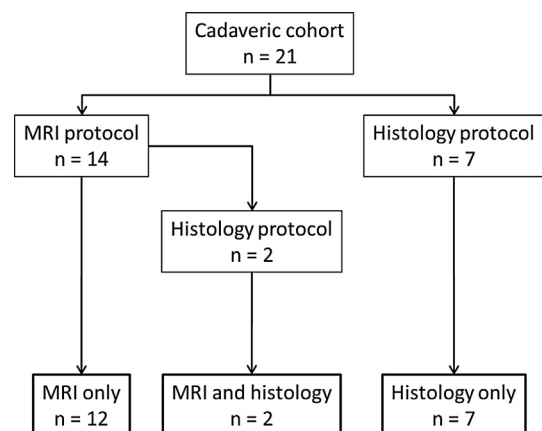 Cadaveric cohort
n = 21
MRI protocol
n = 14
Histology protocol
n = 7
Histology protocol
n = 2
MRI only
n = 12
MRI and histology
n = 2
Histology only
n = 7